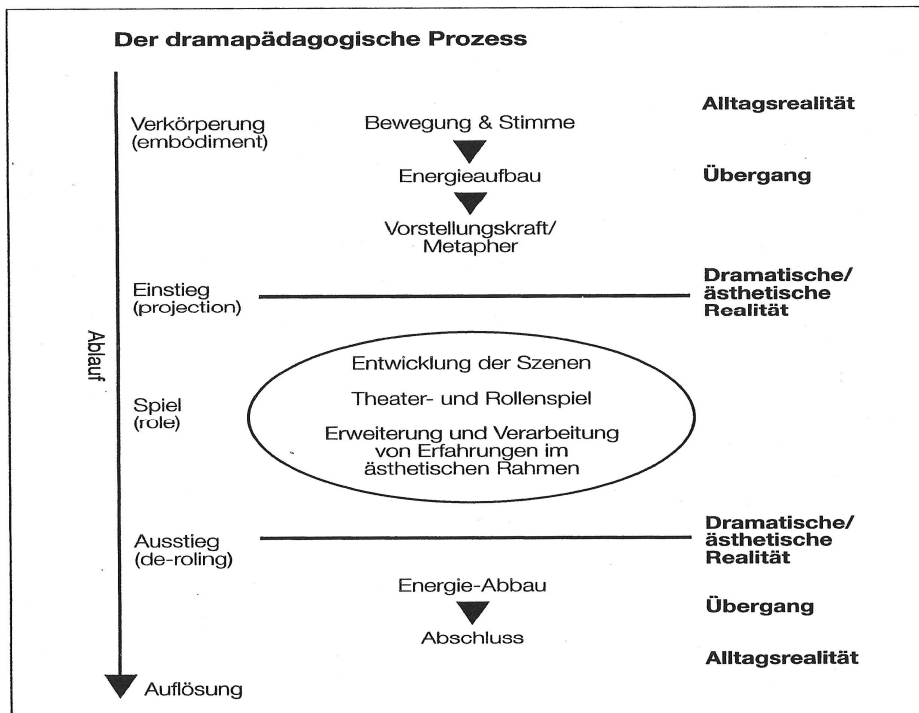 Der dramapädagogische Prozess
Alltagsrealität
Verkörperung
(embodiment)
Bewegung & Stimme
Energieaufbau
Übergang
Vorstellungskraft/
Metapher
Einstieg
(projection)
Dramatische/
ästhetische
Realität
Ablauf
Entwicklung der Szenen
Theater- und Rollenspiel
Spiel
(role)
Erweiterung und Verarbeitung
von Erfahrungen im
ästhetischen Rahmen
Ausstieg
(de-roling)
Dramatische/
ästhetische
Realität
Energie-Abbau
Übergang
Abschluss
Alltagsrealität
Auflösung